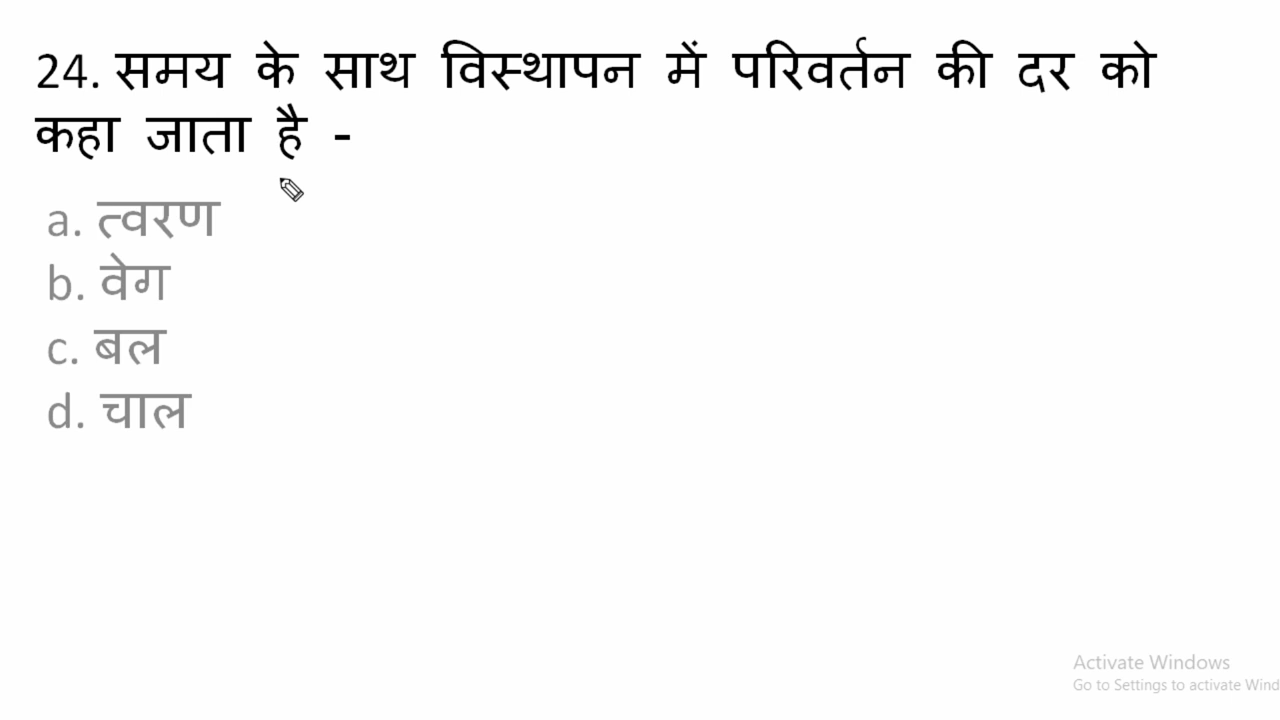 24. समय के साथ विस्थापन में परिवर्तन की दर को
कहा जाता है -
a. त्वरण
b. वेग
c. बल
d. चाल
Activate Windows
Go to Settings to activate Wind